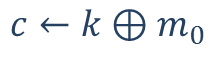 c ← k ⊕ m₀